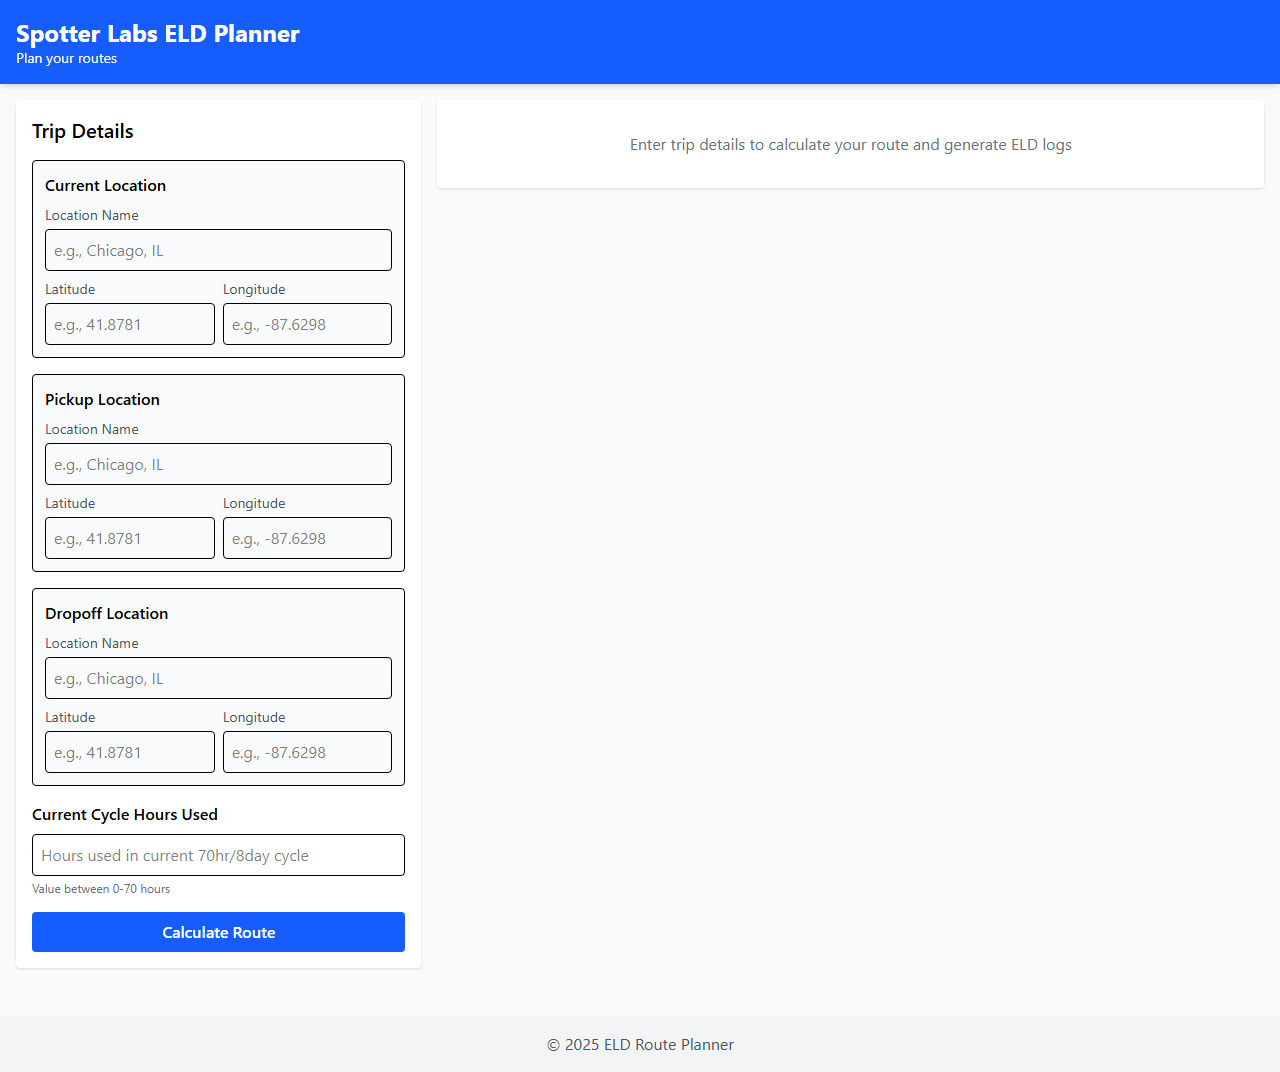 Spotter Labs ELD Planner
Plan your routes
Trip Details
Current Location
Location Name
e.g., Chicago, IL
Latitude Longitude
e.g., 41.8781 e.g., -87.6298
Pickup Location
Location Name
e.g., Chicago, IL
Latitude Longitude
e.g., 41.8781 e.g., -87.6298
Dropoff Location
Location Name
e.g., Chicago, IL
Latitude Longitude
e.g., 41.8781 e.g., -87.6298
Current Cycle Hours Used
Hours used in current 70hr/8day cycle
Value between 0-70 hours
Calculate Route
Enter trip details to calculate your route and generate ELD logs
© 2025 ELD Route Planner